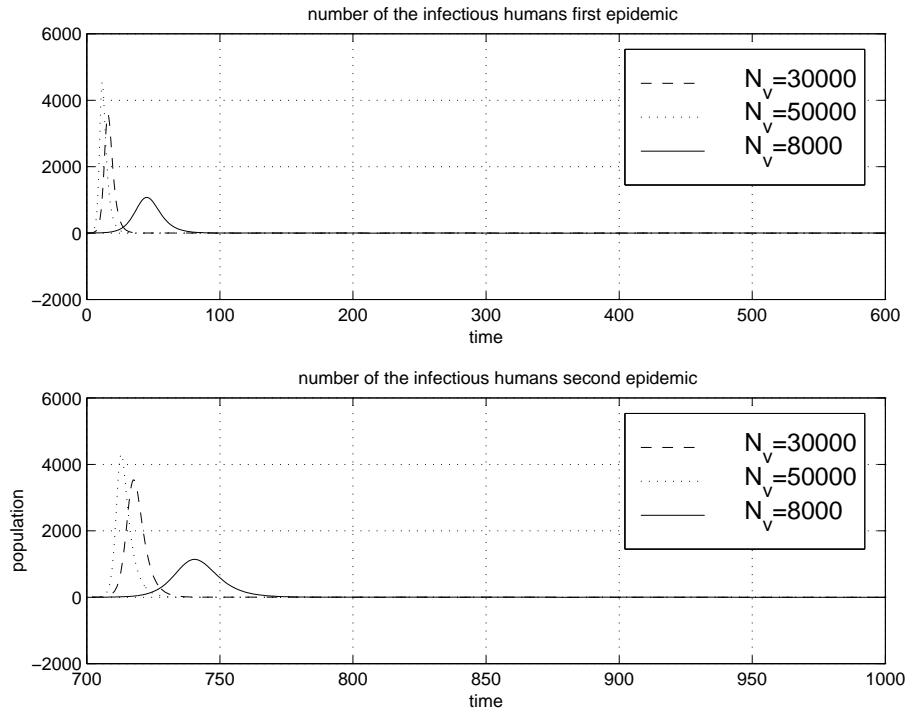 number of the infectious humans first epidemic
6000
4000
2000
0
−2000
N_v=30000
N_v=50000
N_v=8000
0 100 200 300 400 500 600
time
number of the infectious humans second epidemic
population
6000
4000
2000
0
−2000
N_v=30000
N_v=50000
N_v=8000
700 750 800 850 900 950 1000
time